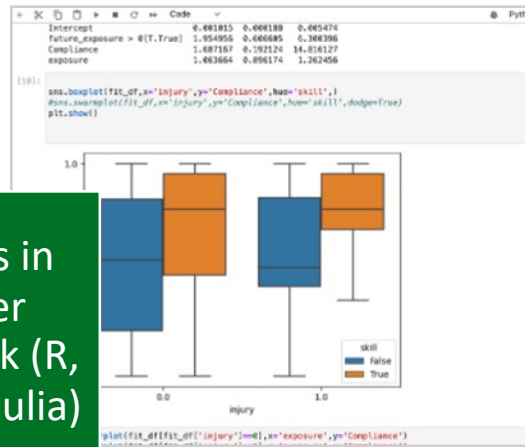 Code
Pyth
Intercept 0.001015 0.000180 0.005474
future_exposure > 0[T.True] 1.954956 0.606605 6.300396
Compliance 1.687167 0.192124 14.816127
exposure 1.063664 0.896174 1.262456
[10]:
sns.boxplot(fit_df,x='injury',y='Compliance',hue='skill',)
#sns.swarmplot(fit_df,x='injury',y='Compliance',hue='skill',dodge=True)
plt.show()
1.0
s in
er
k (R,
ulia)
skill
False
True
0.0 1.0
injury
plot(fit_df[fit_df['injury']==0],x='exposure',y='Compliance')